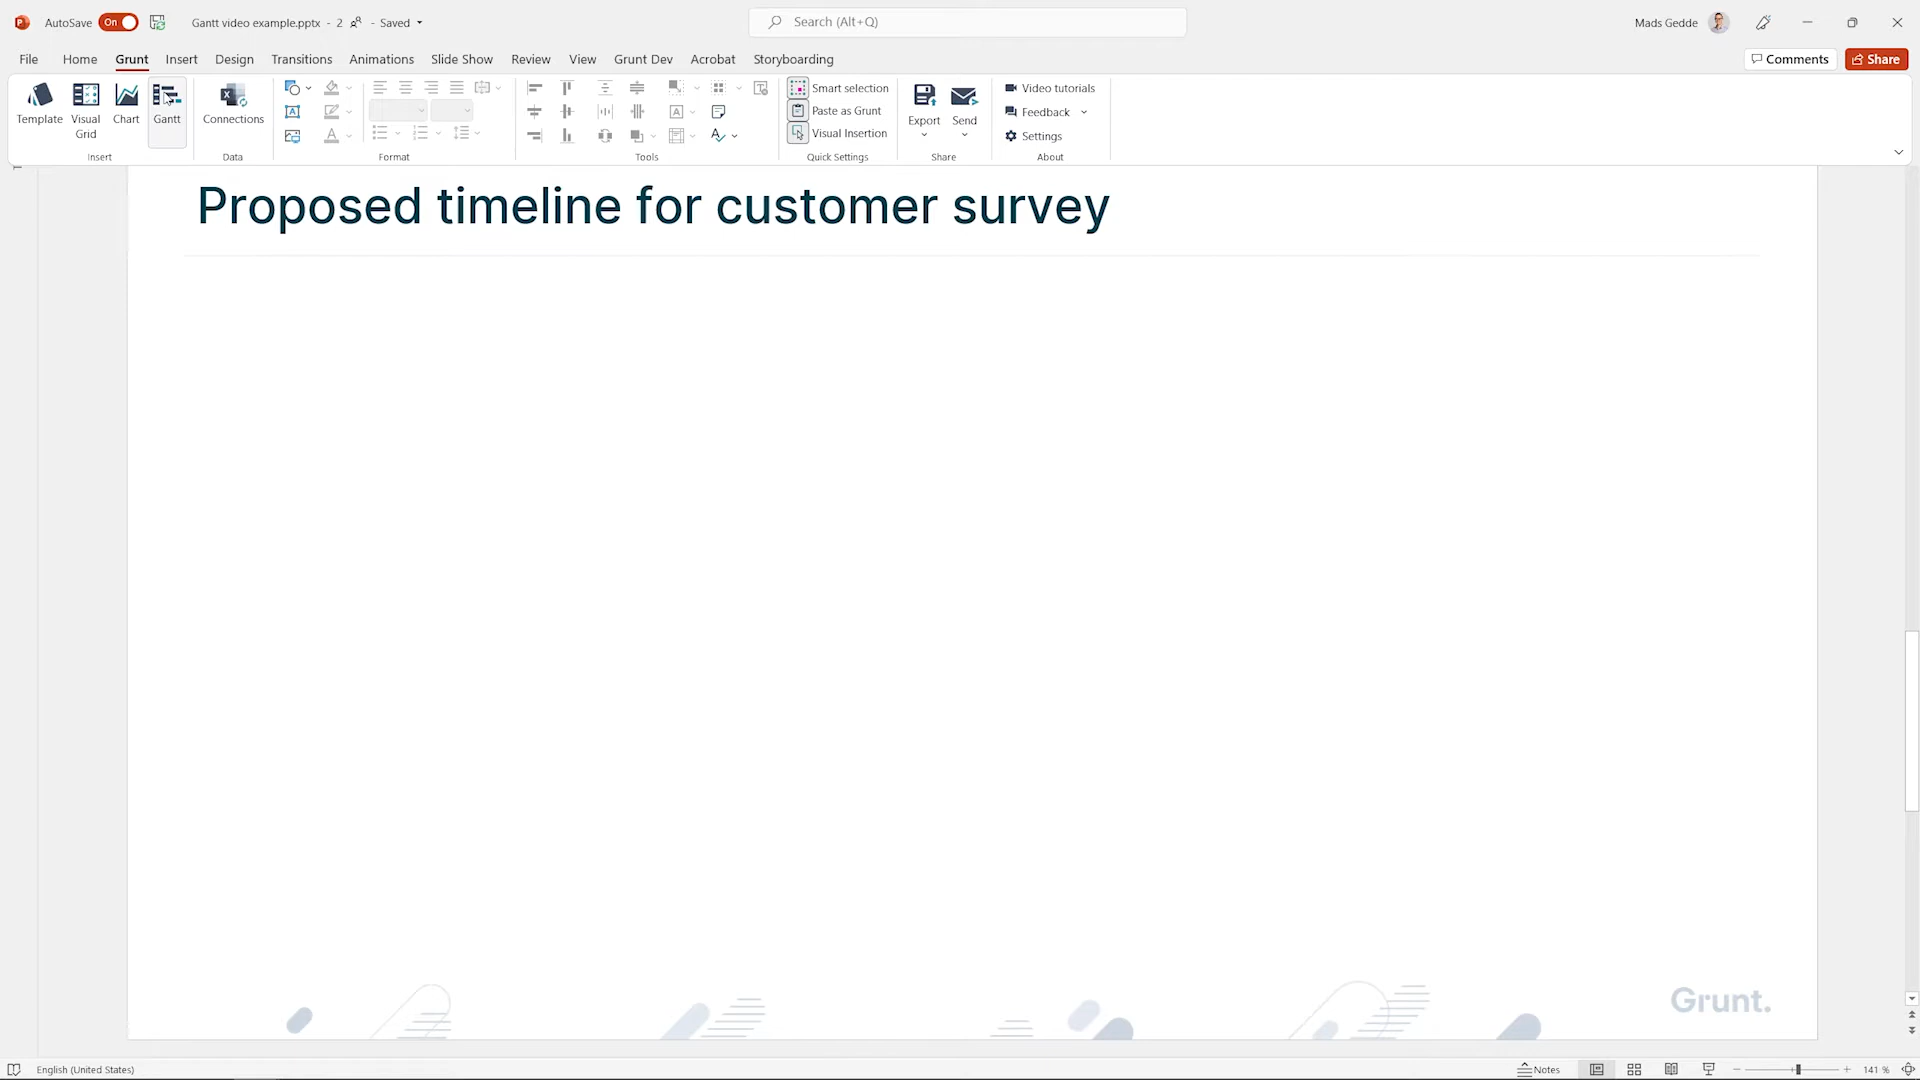 AutoSave On Gantt video example.pptx - 2 - Saved Search (Alt+Q) Mads Gedde
File Home Grunt Insert Design Transitions Animations Slide Show Review View Grunt Dev Acrobat Storyboarding Comments Share
Template Visual Grid Chart Gantt Connections Smart selection Export Send Video tutorials
Paste as Grunt Feedback
Visual Insertion Settings
Insert Data Format Tools Quick Settings Share About
Proposed timeline for customer survey
Grunt.
English (United States) Notes 141 %